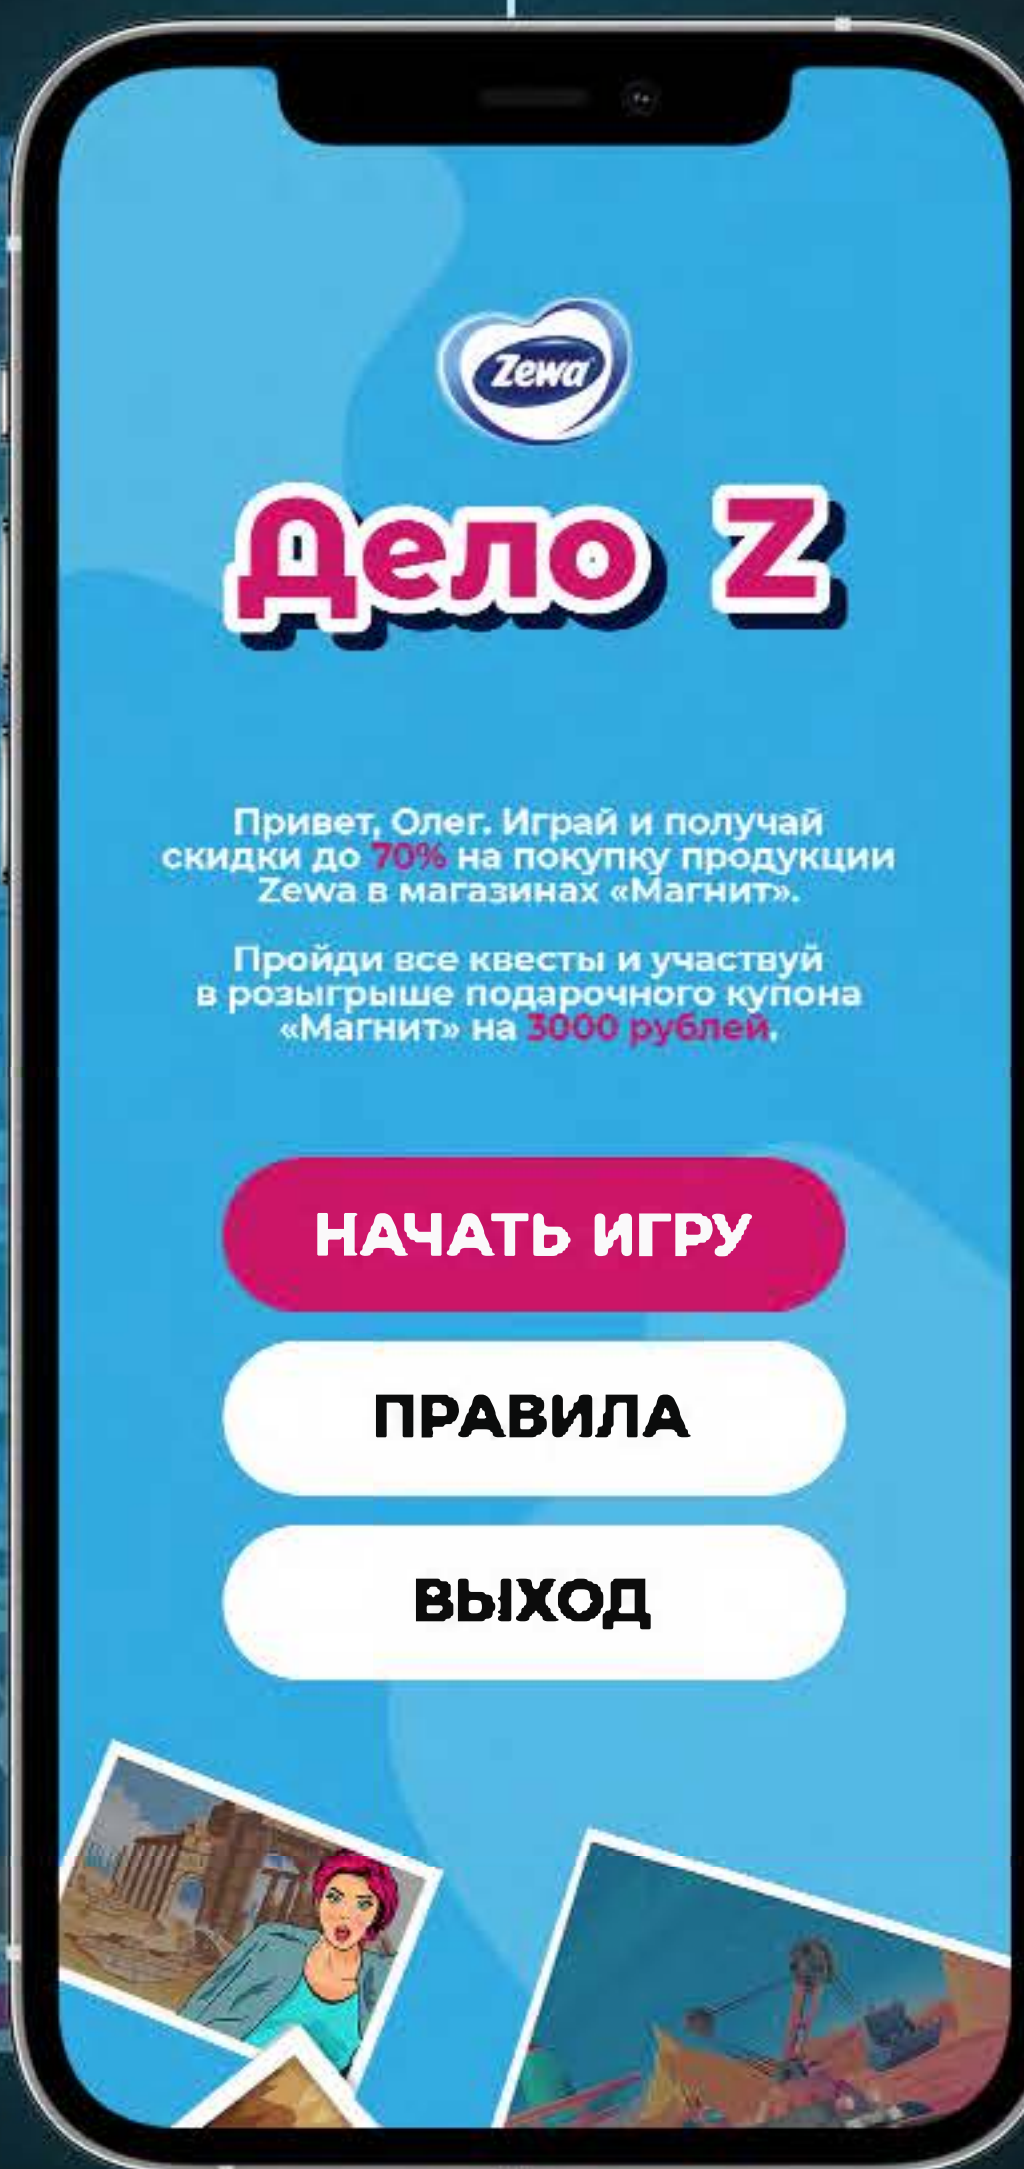 Zewa
Дело Z
Привет, Олег. Играй и получай
скидки до 70% на покупку продукции
Zewa в магазинах «Магнит».
Пройди все квесты и участвуй
в розыгрыше подарочного купона
«Магнит» на 3000 рублей.
НАЧАТЬ ИГРУ
ПРАВИЛА
ВЫХОД